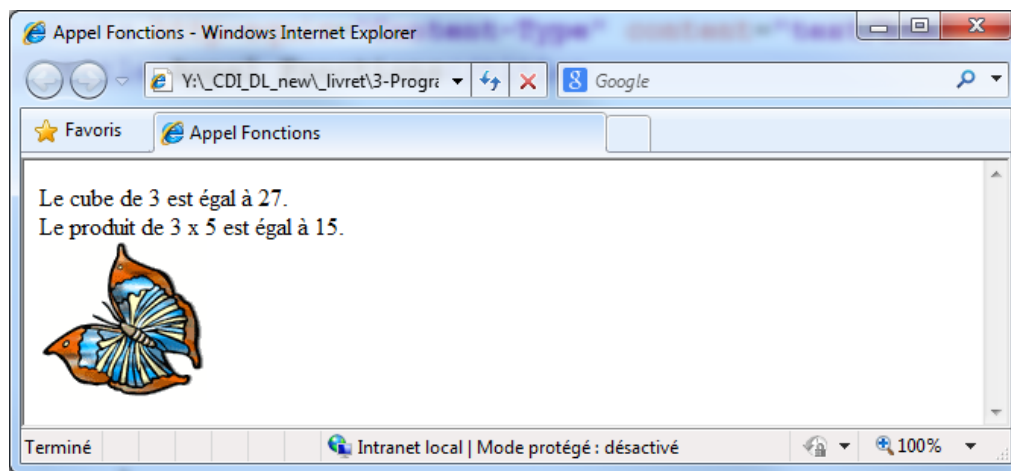 Appel Fonctions - Windows Internet Explorer
Y:\_CDI_DL_new\_livret\3-Progra
Google
Favoris
Appel Fonctions
Le cube de 3 est égal à 27.
Le produit de 3 x 5 est égal à 15.
Terminé
Intranet local | Mode protégé : désactivé
100%